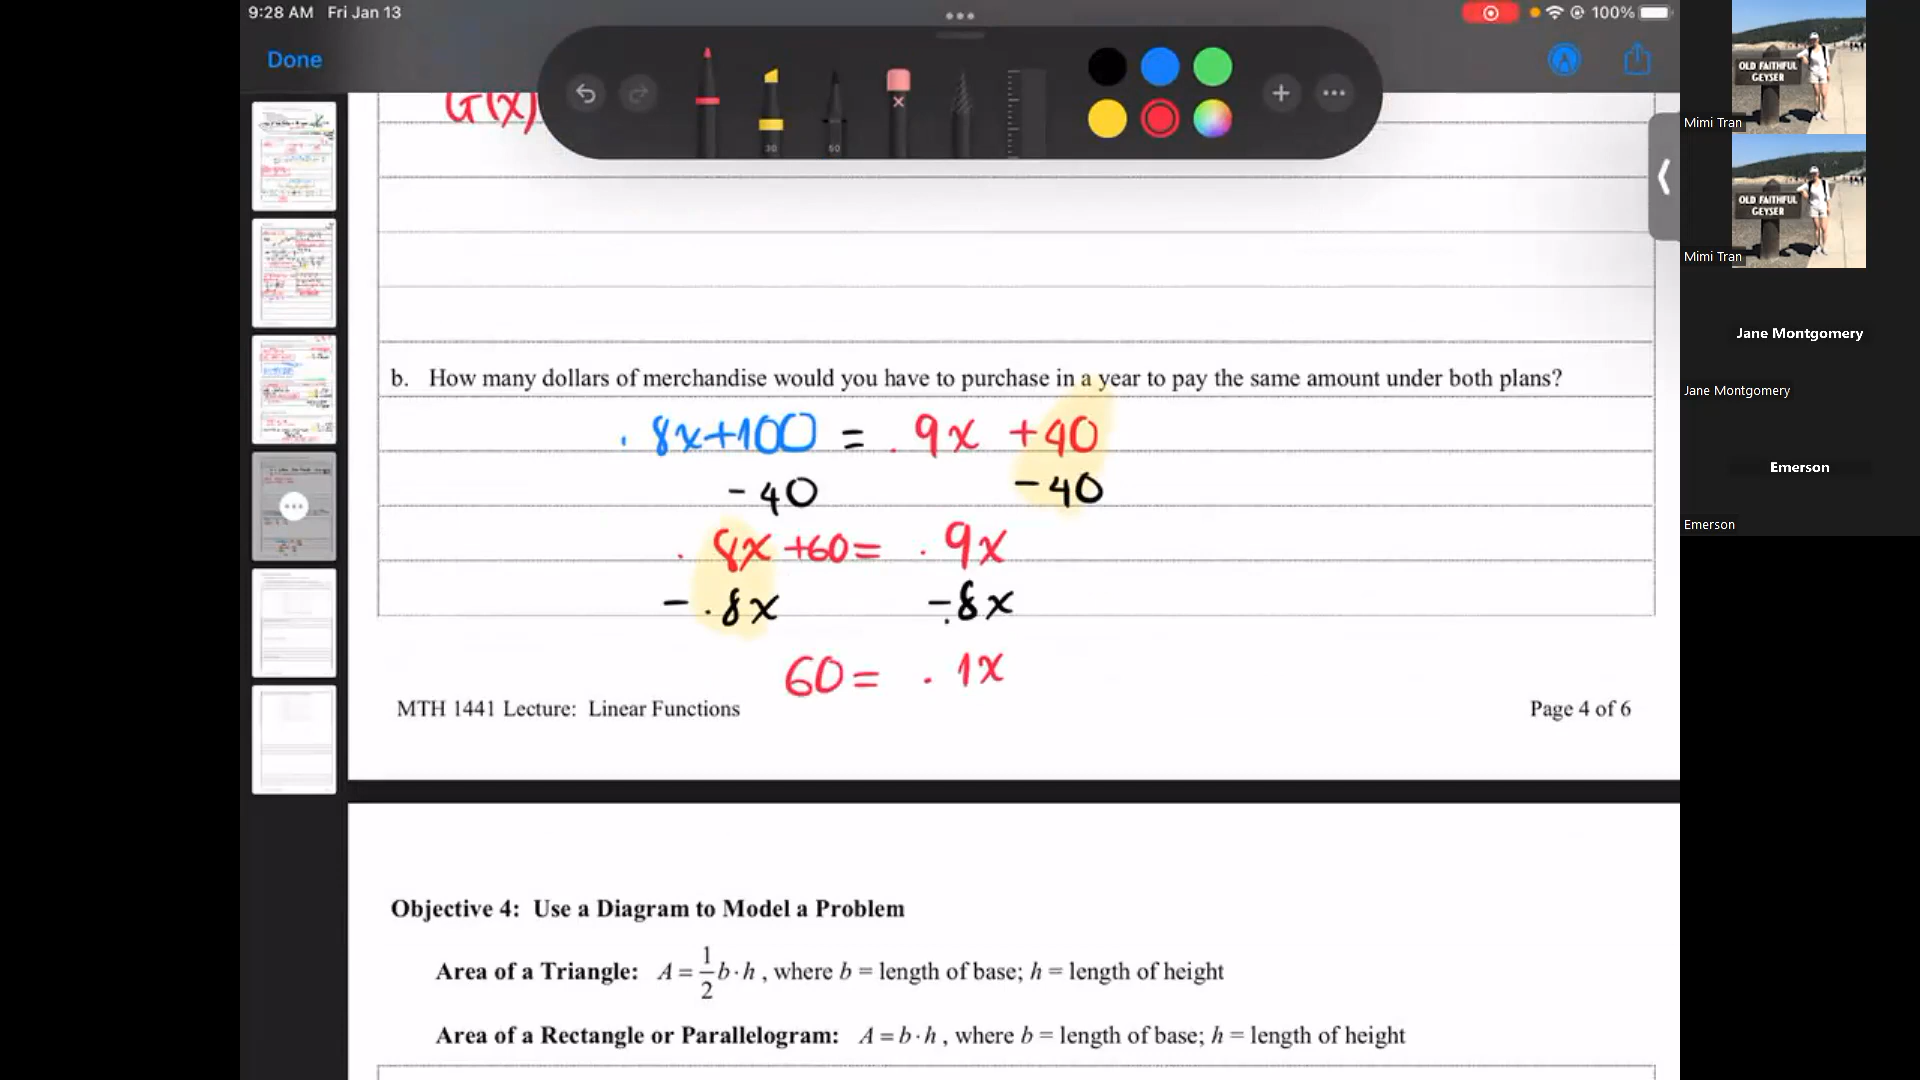 9:28 AM Fri Jan 13
100%
Done
G(x)
30
50
b. How many dollars of merchandise would you have to purchase in a year to pay the same amount under both plans?
.8x+100 = .9x +40
-40 -40
.8x +60 = .9x
-.8x -.8x
60 = .1x
MTH 1441 Lecture: Linear Functions
Page 4 of 6
Objective 4: Use a Diagram to Model a Problem
Area of a Triangle: A = 1/2 b · h , where b = length of base; h = length of height
Area of a Rectangle or Parallelogram: A = b · h , where b = length of base; h = length of height
OLD FAITHFUL
GEYSER
Mimi Tran
OLD FAITHFUL
GEYSER
Mimi Tran
Jane Montgomery
Jane Montgomery
Emerson
Emerson